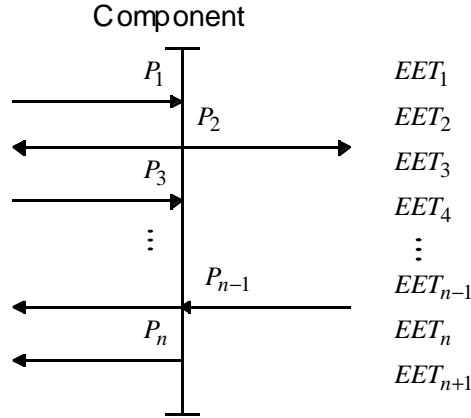 Component
P₁ EET₁
P₂ EET₂
EET₃
P₃
EET₄
⋮ ⋮
Pₙ₋₁ EETₙ₋₁
Pₙ EETₙ
EETₙ₊₁